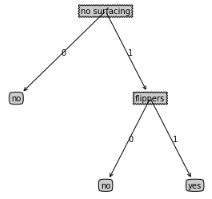 no surfacing
0 1
no flippers
0 1
no yes